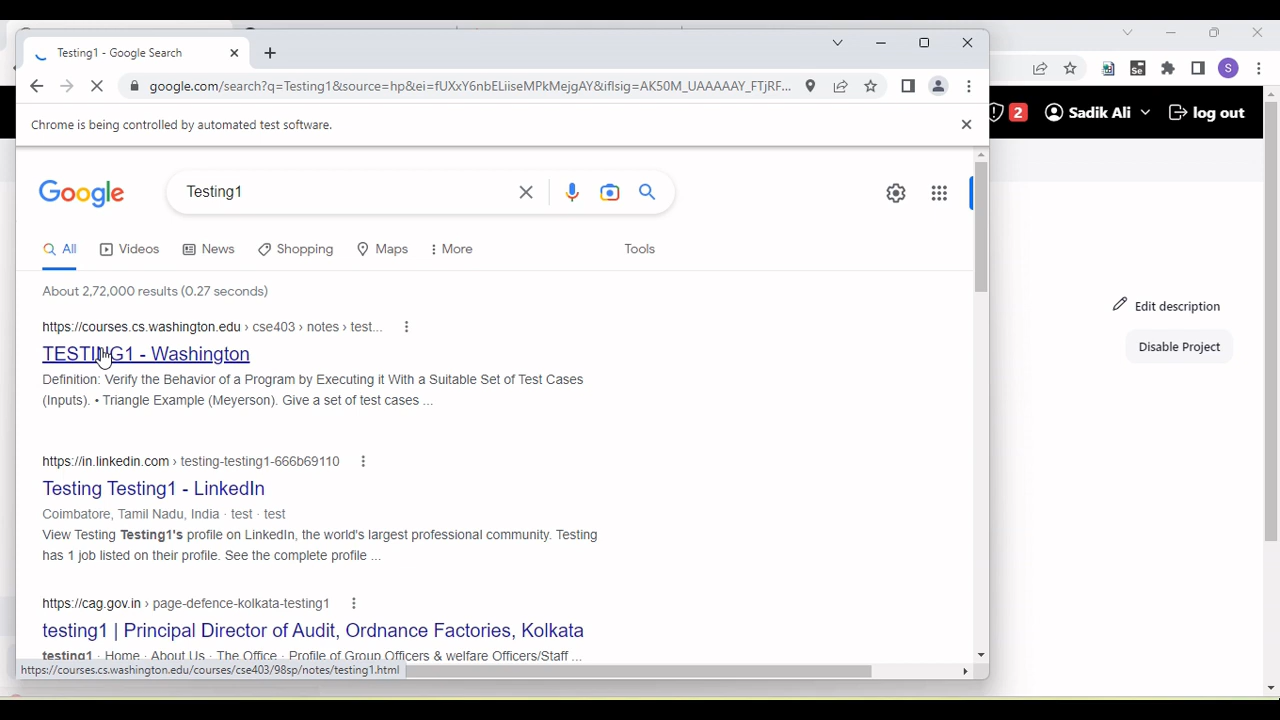 Testing1 - Google Search
google.com/search?q=Testing1&source=hp&ei=fUXxY6nbELiiseMPkMejgAY&iflsig=AK50M_UAAAAAY_FTjRF...
S
Chrome is being controlled by automated test software.
2
Sadik Ali
log out
Google
Testing1
All
Videos
News
Shopping
Maps
More
Tools
About 2,72,000 results (0.27 seconds)
Edit description
https://courses.cs.washington.edu › cse403 › notes › test...
TESTING1 - Washington
Disable Project
Definition: Verify the Behavior of a Program by Executing it With a Suitable Set of Test Cases
(Inputs). • Triangle Example (Meyerson). Give a set of test cases ...
https://in.linkedin.com › testing-testing1-666b69110
Testing Testing1 - LinkedIn
Coimbatore, Tamil Nadu, India · test · test
View Testing Testing1's profile on LinkedIn, the world's largest professional community. Testing
has 1 job listed on their profile. See the complete profile ...
https://cag.gov.in › page-defence-kolkata-testing1
testing1 | Principal Director of Audit, Ordnance Factories, Kolkata
testing1 · Home · About Us · The Office · Profile of Group Officers & welfare Officers/Staff ...
https://courses.cs.washington.edu/courses/cse403/98sp/notes/testing1.html